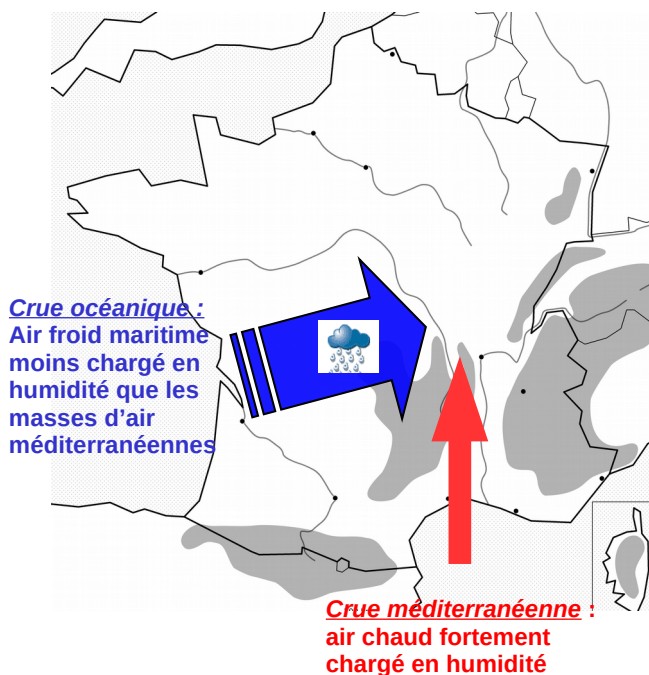 Crue océanique :
Air froid maritime
moins chargé en
humidité que les
masses d'air
méditerranéennes
Crue méditerranéenne :
air chaud fortement
chargé en humidité